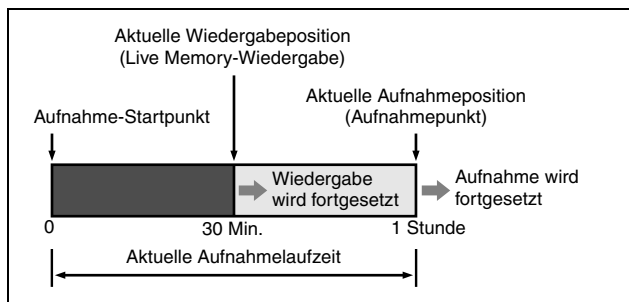 Aktuelle Wiedergabeposition
(Live Memory-Wiedergabe)
Aktuelle Aufnahmeposition
(Aufnahmepunkt)
Aufnahme-Startpunkt
Wiedergabe
wird fortgesetzt
Aufnahme wird
fortgesetzt
0
30 Min.
1 Stunde
Aktuelle Aufnahmelaufzeit